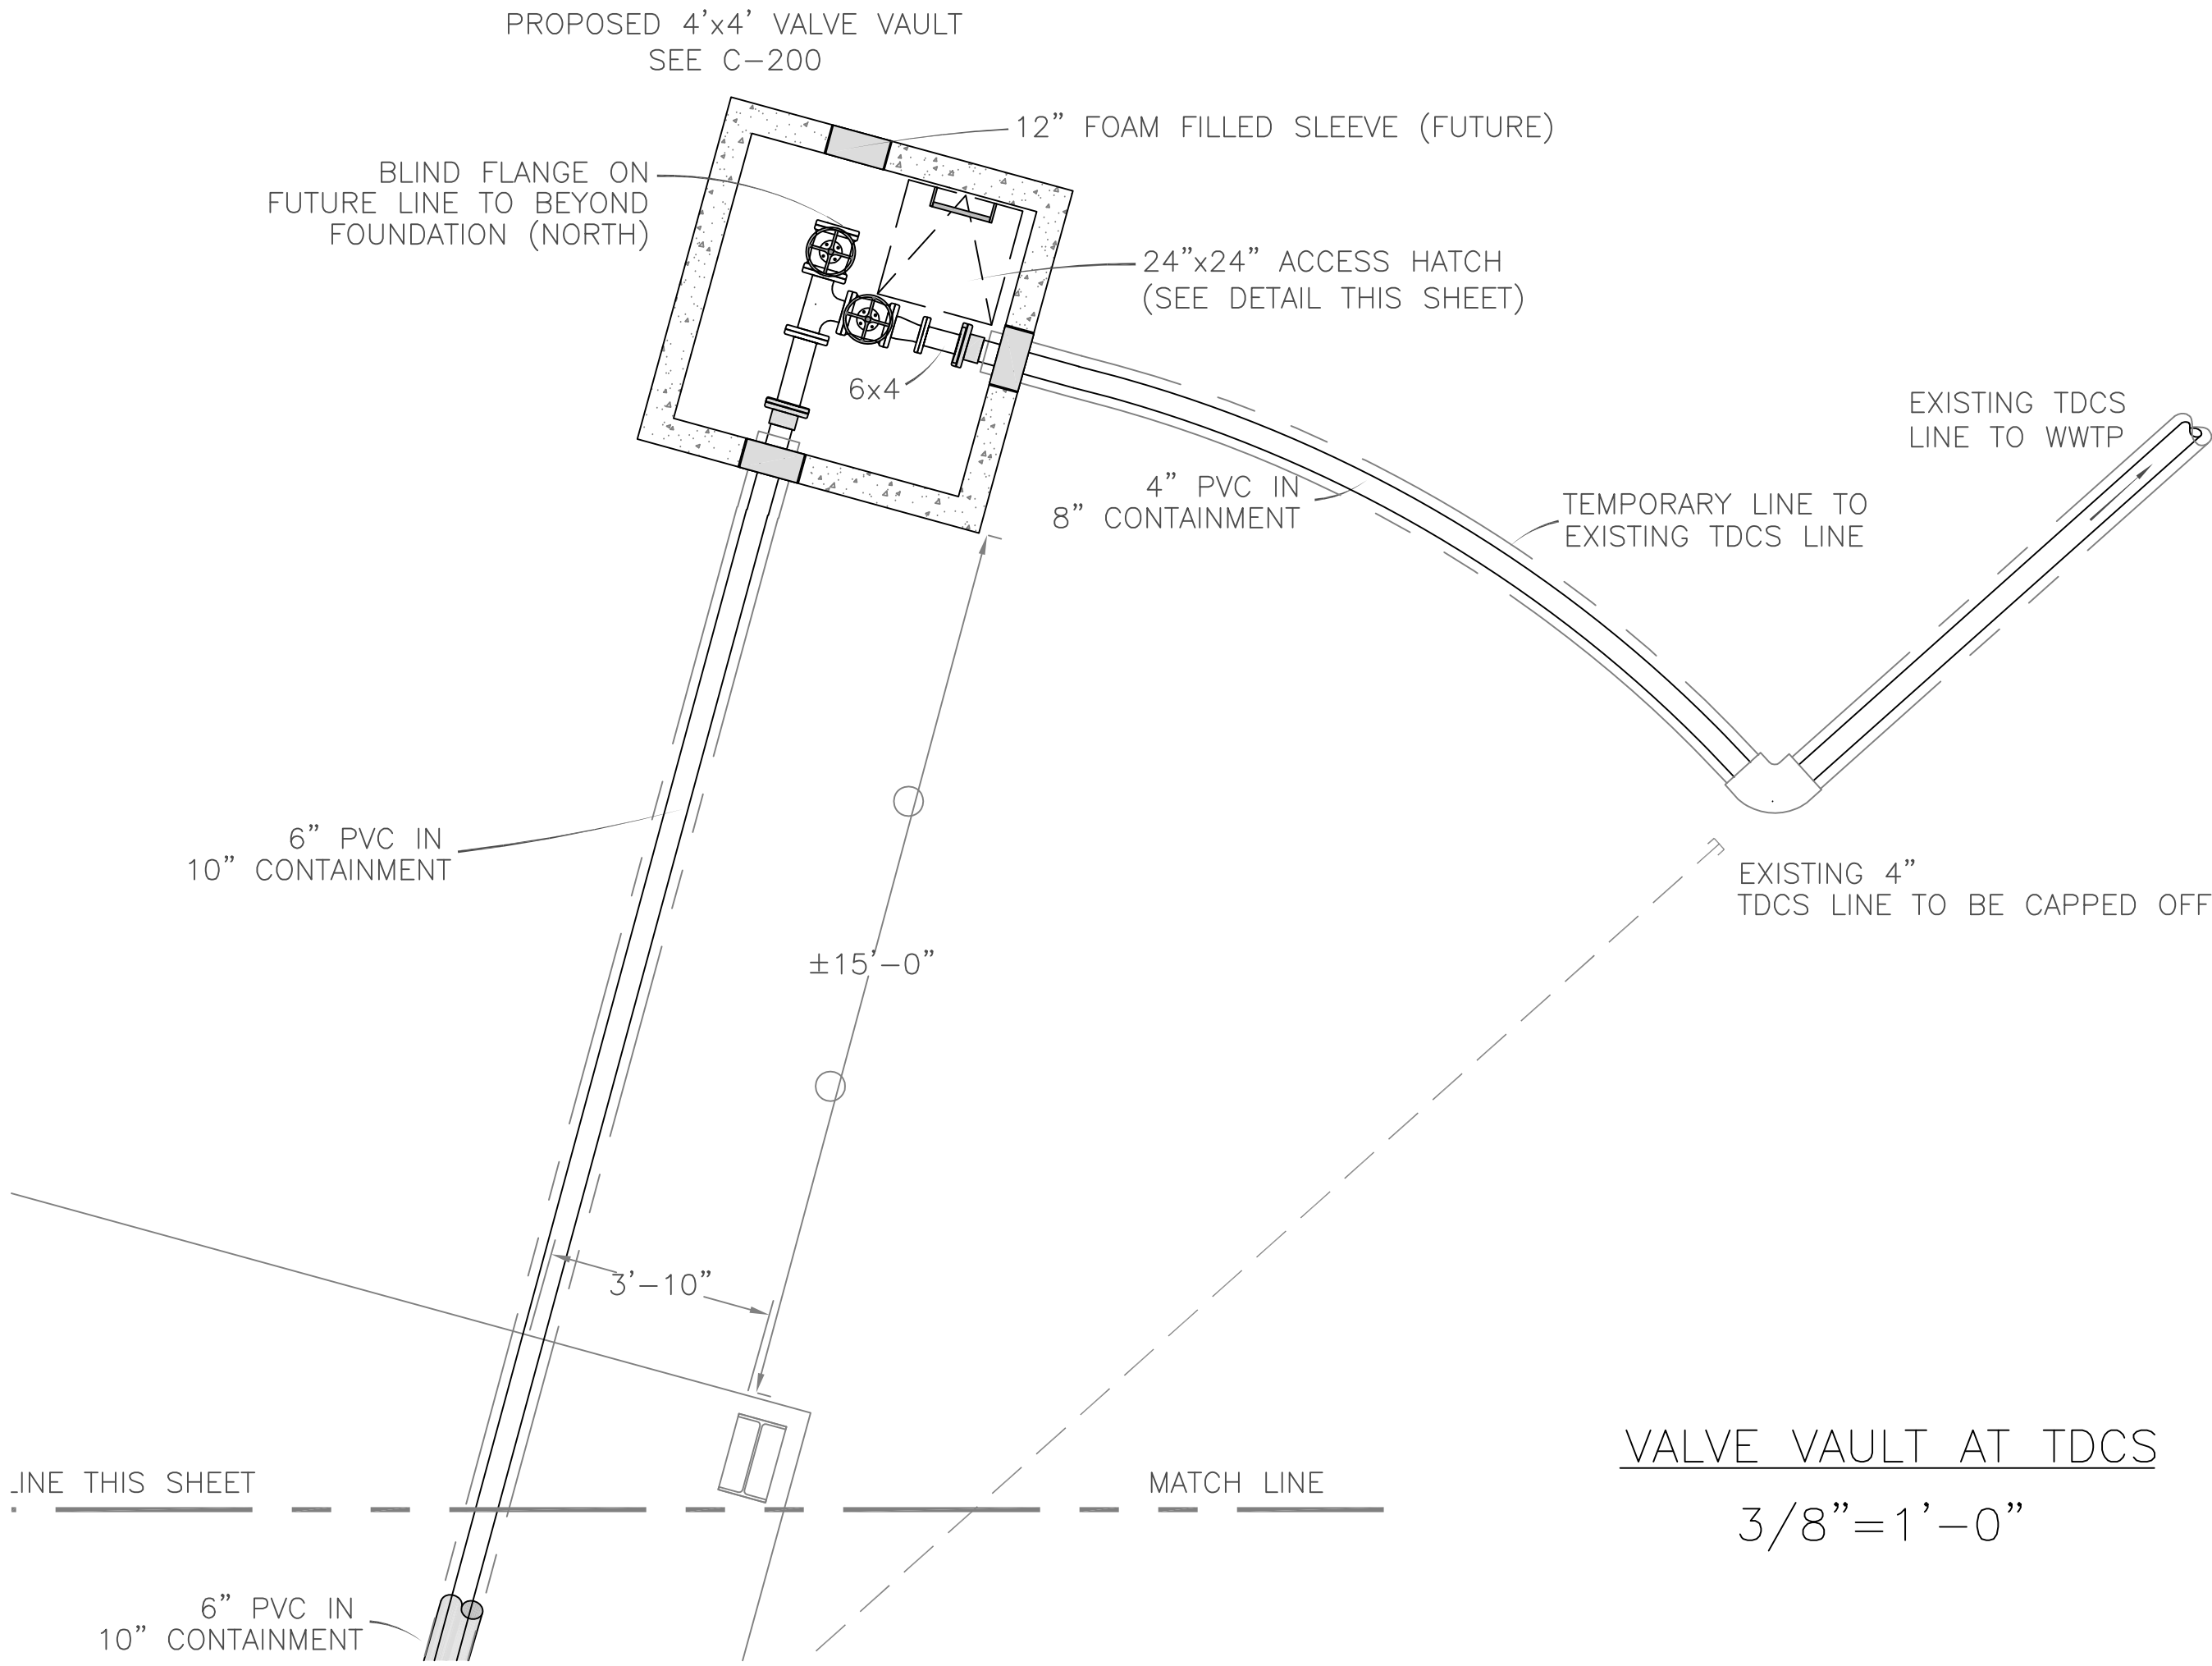 PROPOSED 4'x4' VALVE VAULT
SEE C-200
12" FOAM FILLED SLEEVE (FUTURE)
BLIND FLANGE ON
FUTURE LINE TO BEYOND
FOUNDATION (NORTH)
24"x24" ACCESS HATCH
(SEE DETAIL THIS SHEET)
6x4
EXISTING TDCS
LINE TO WWTP
4" PVC IN
8" CONTAINMENT
TEMPORARY LINE TO
EXISTING TDCS LINE
6" PVC IN
10" CONTAINMENT
EXISTING 4"
TDCS LINE TO BE CAPPED OFF
±15'-0"
3'-10"
VALVE VAULT AT TDCS
3/8"=1'-0"
LINE THIS SHEET
MATCH LINE
6" PVC IN
10" CONTAINMENT